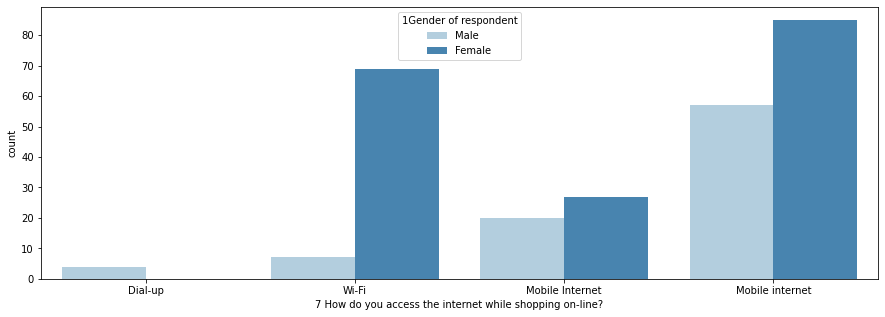 1Gender of respondent
Male
Female
80
70
60
50
40
30
20
10
0
count
Dial-up
Wi-Fi
Mobile Internet
Mobile internet
7 How do you access the internet while shopping on-line?